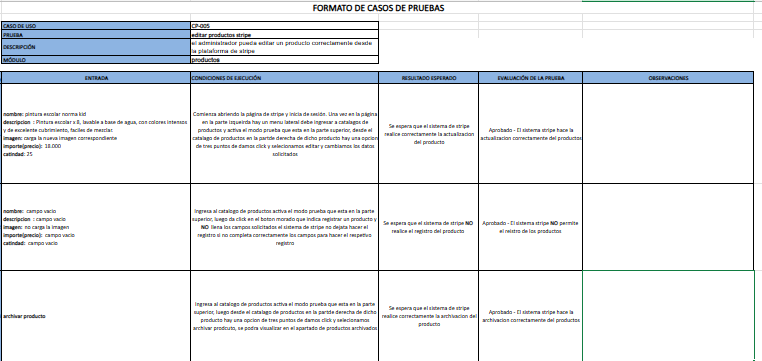 FORMATO DE CASOS DE PRUEBAS
CASO DE USO CP-005
PRUEBA editar productos stripe
DESCRIPCIÓN el administrador pueda editar un producto correctamente desde
la plataforma de stripe
MÓDULO productos
ENTRADA CONDICIONES DE EJECUCIÓN RESULTADO ESPERADO EVALUACIÓN DE LA PRUEBA OBSERVACIONES
nombre: pintura escolar norma kid
descripcion : Pintura escolar x 8, lavable a base de agua, con colores intensos
y de excelente cubrimiento, faciles de mezclar.
imagen: carga la nueva imagen correspondiente
importe(precio): 18.000
catindad: 25
Comienza abriendo la página de stripe y inicia de sesión. Una vez en la página
en la parte izqueirda hay un menu lateral debe ingresar a catalagos de
productos y activa el modo prueba que esta en la parte superior, desde el
catalago de productos en la partde derecha de dicho producto hay una opcion
de tres puntos de damos click y selecionamos editar y cambiamos los datos
solicitados
Se espera que el sistema de stripe
realice correctamente la actualizacion
del producto
Aprobado - El sistema stripe hace la
actualizacion correctamente del productos
nombre: campo vacio
descripcion : campo vacio
imagen: no carga la imagen
importe(precio): campo vacio
catindad: campo vacio
Ingresa al catalogo de productos activa el modo prueba que esta en la parte
superior, luego da click en el boton morado que indica registrar un producto y
NO llena los campos solicitados el sistema de stripe no dejata hacer el
registro si no completa correctamente los campos para hacer el respetivo
registro
Se espera que el sistema de stripe NO
realice el registro del producto
Aprobado - El sistema stripe NO permite
el reistro de los productos
archivar producto
Ingresa al catalogo de productos activa el modo prueba que esta en la parte
superior, luego desde el catalago de productos en la partde derecha de dicho
producto hay una opcion de tres puntos de damos click y selecionamos
archivar prodcuto, se podra visualizar en el apartado de productos archivados
Se espera que el sistema de stripe
realice correctamente la archivacion del
producto
Aprobado - El sistema stripe hace la
archivacion correctamente del productos